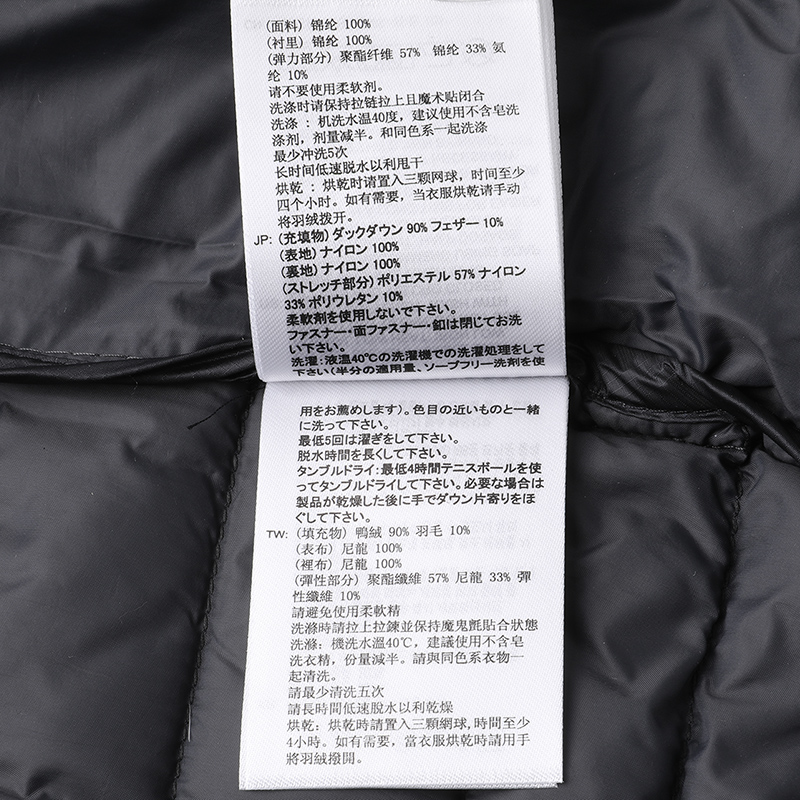 (面料) 锦纶 100%
(衬里) 锦纶 100%
(弹力部分) 聚酯纤维 57% 锦纶 33% 氨
纶 10%
请不要使用柔软剂。
洗涤时请保持拉链拉上且魔术贴闭合
洗涤 : 机洗水温40度，建议使用不含皂洗
涤剂，剂量减半。和同色系一起洗涤
最少冲洗5次
长时间低速脱水以利甩干
烘乾 : 烘乾时请置入三颗网球，时间至少
四个小时。如有需要，当衣服烘乾请手动
将羽绒拨开。
JP: (充填物) ダックダウン 90% フェザー 10%
(表地) ナイロン 100%
(裏地) ナイロン 100%
(ストレッチ部分) ポリエステル 57% ナイロン
33% ポリウレタン 10%
柔軟剤を使用しないで下さい。
ファスナー・面ファスナー・釦は閉じてお洗
い下さい。
洗濯:液温40℃の洗濯機での洗濯処理をして
下さい(半分の適用量、ソープフリー洗剤を使
用をお薦めします)。色目の近いものと一緒
に洗って下さい。
最低5回は濯ぎをして下さい。
脱水時間を長くして下さい。
タンブルドライ:最低4時間テニスボールを使
ってタンブルドライして下さい。必要な場合は
製品が乾燥した後に手でダウン片寄りをほ
ぐして下さい。
TW: (填充物) 鴨絨 90% 羽毛 10%
(表布) 尼龍 100%
(裡布) 尼龍 100%
(彈性部分) 聚酯纖維 57% 尼龍 33% 彈
性纖維 10%
請避免使用柔軟精
洗滌時請拉上拉鍊並保持魔鬼氈貼合狀態
洗滌: 機洗水溫40℃，建議使用不含皂
洗衣精，份量減半。請與同色系衣物一
起清洗。
請最少清洗五次
請長時間低速脫水以利乾燥
烘乾: 烘乾時請置入三顆網球,時間至少
4小時。如有需要，當衣服烘乾時請用手
將羽絨撥開。